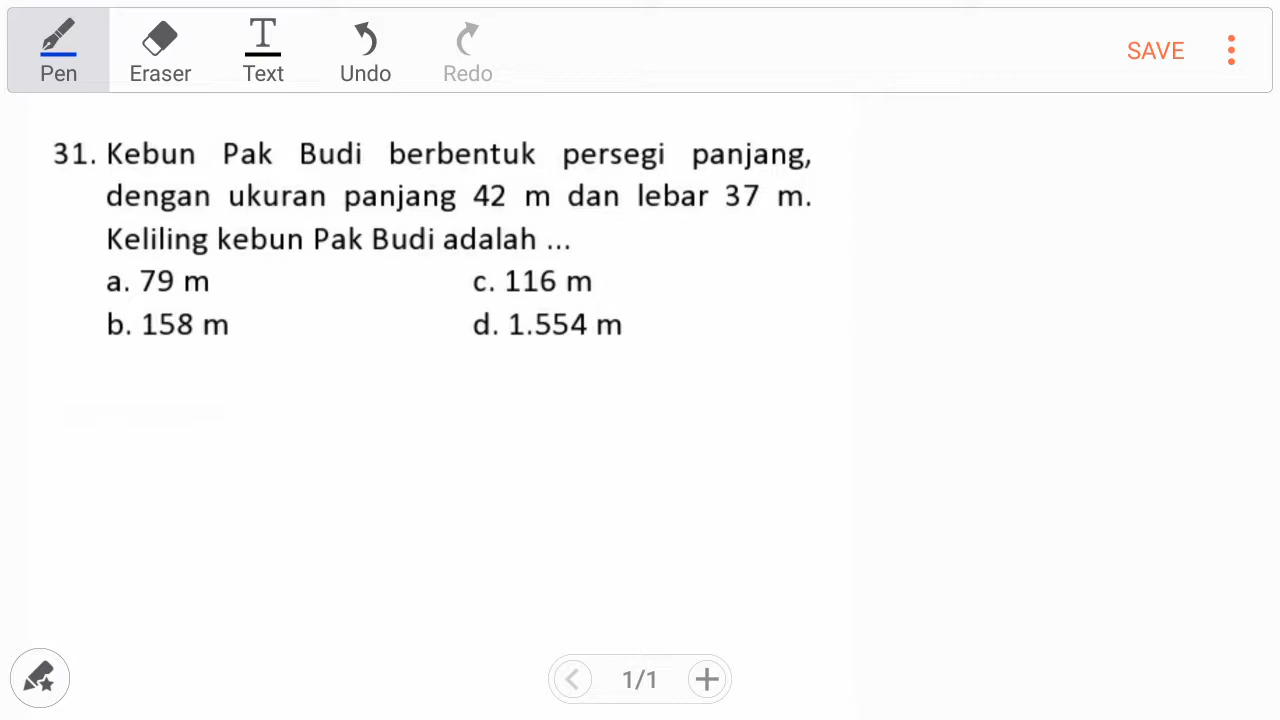 Pen Eraser Text Undo Redo SAVE
31. Kebun Pak Budi berbentuk persegi panjang,
dengan ukuran panjang 42 m dan lebar 37 m.
Keliling kebun Pak Budi adalah ...
a. 79 m c. 116 m
b. 158 m d. 1.554 m
1/1